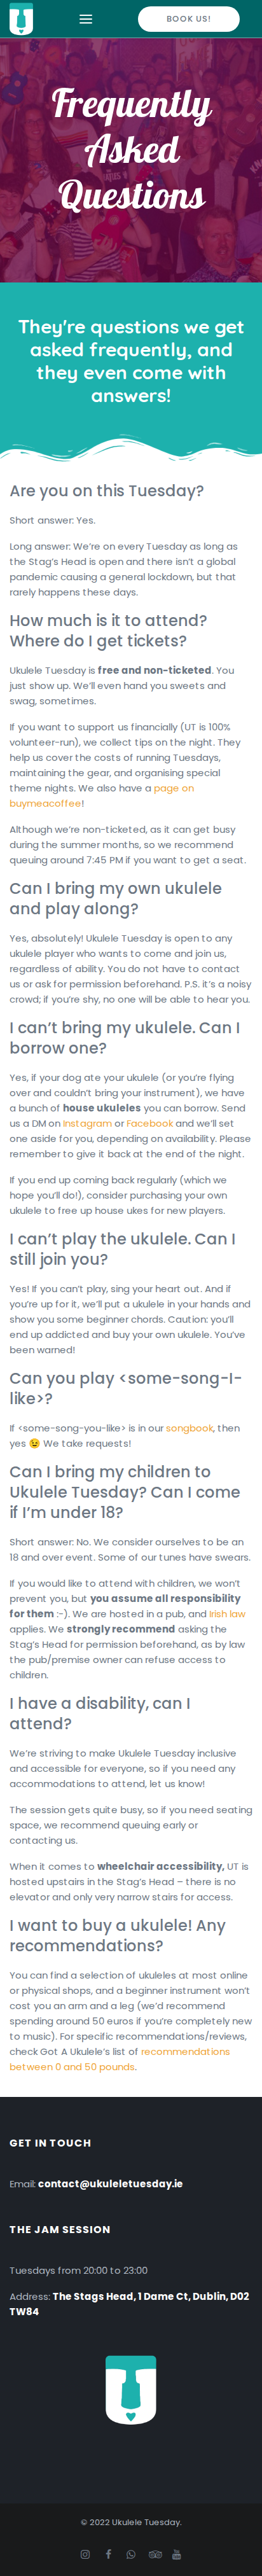 BOOK US!
Frequently
Asked
Questions
They're questions we get
asked frequently, and
they even come with
answers!
Are you on this Tuesday?
Short answer: Yes.
Long answer: We're on every Tuesday as long as
the Stag's Head is open and there isn't a global
pandemic causing a general lockdown, but that
rarely happens these days.
How much is it to attend?
Where do I get tickets?
Ukulele Tuesday is free and non-ticketed. You
just show up. We'll even hand you sweets and
swag, sometimes.
If you want to support us financially (UT is 100%
volunteer-run), we collect tips on the night. They
help us cover the costs of running Tuesdays,
maintaining the gear, and organising special
theme nights. We also have a page on
buymeacoffee!
Although we're non-ticketed, as it can get busy
during the summer months, so we recommend
queuing around 7:45 PM if you want to get a seat.
Can I bring my own ukulele
and play along?
Yes, absolutely! Ukulele Tuesday is open to any
ukulele player who wants to come and join us,
regardless of ability. You do not have to contact
us or ask for permission beforehand. P.S. it's a noisy
crowd; if you're shy, no one will be able to hear you.
I can't bring my ukulele. Can I
borrow one?
Yes, if your dog ate your ukulele (or you're flying
over and couldn't bring your instrument), we have
a bunch of house ukuleles you can borrow. Send
us a DM on Instagram or Facebook and we'll set
one aside for you, depending on availability. Please
remember to give it back at the end of the night.
If you end up coming back regularly (which we
hope you'll do!), consider purchasing your own
ukulele to free up house ukes for new players.
I can't play the ukulele. Can I
still join you?
Yes! If you can't play, sing your heart out. And if
you're up for it, we'll put a ukulele in your hands and
show you some beginner chords. Caution: you'll
end up addicted and buy your own ukulele. You've
been warned!
Can you play <some-song-I-
like>?
If <some-song-you-like> is in our songbook, then
yes 😉 We take requests!
Can I bring my children to
Ukulele Tuesday? Can I come
if I'm under 18?
Short answer: No. We consider ourselves to be an
18 and over event. Some of our tunes have swears.
If you would like to attend with children, we won't
prevent you, but you assume all responsibility
for them :-). We are hosted in a pub, and Irish law
applies. We strongly recommend asking the
Stag's Head for permission beforehand, as by law
the pub/premise owner can refuse access to
children.
I have a disability, can I
attend?
We're striving to make Ukulele Tuesday inclusive
and accessible for everyone, so if you need any
accommodations to attend, let us know!
The session gets quite busy, so if you need seating
space, we recommend queuing early or
contacting us.
When it comes to wheelchair accessibility, UT is
hosted upstairs in the Stag's Head – there is no
elevator and only very narrow stairs for access.
I want to buy a ukulele! Any
recommendations?
You can find a selection of ukuleles at most online
or physical shops, and a beginner instrument won't
cost you an arm and a leg (we'd recommend
spending around 50 euros if you're completely new
to music). For specific recommendations/reviews,
check Got A Ukulele's list of recommendations
between 0 and 50 pounds.
GET IN TOUCH
Email: contact@ukuleletuesday.ie
THE JAM SESSION
Tuesdays from 20:00 to 23:00
Address: The Stags Head, 1 Dame Ct, Dublin, D02
TW84
© 2022 Ukulele Tuesday.